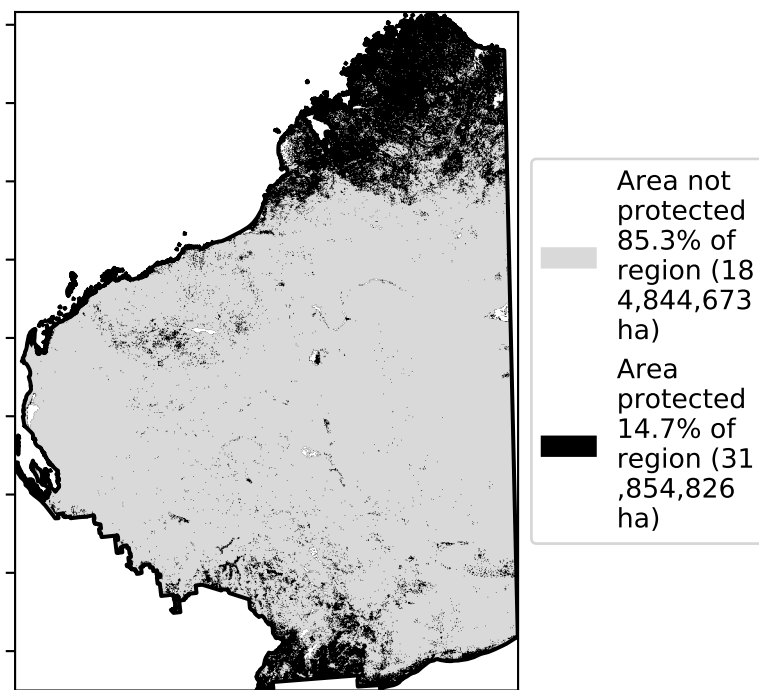 Area not
protected
85.3% of
region (18
4,844,673
ha)
Area
protected
14.7% of
region (31
,854,826
ha)